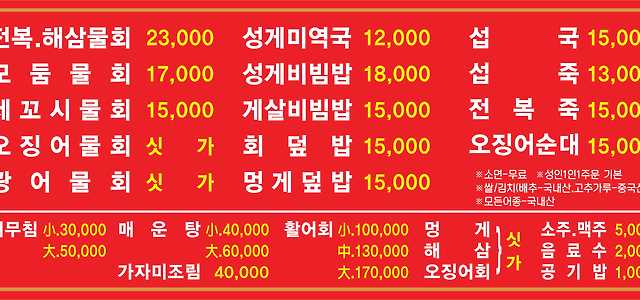 전복.해삼물회 23,000 성게미역국 12,000 섭 국 15,00
모 둠 물 회 17,000 성게비빔밥 18,000 섭 죽 13,00
세꼬시물회 15,000 게살비빔밥 15,000 전 복 죽 15,00
오징어물회 싯 가 회 덮 밥 15,000 오징어순대 15,00
광 어 물 회 싯 가 멍게덮밥 15,000
※소면-무료 ※성인1인1주문 기본
※쌀/김치(배추-국내산.고추가루-중국산
※모든어종-국내산
무침 小.30,000 매 운 탕 小.40,000 활어회 小.100,000 멍 게 싯 소주.맥주 5,00
大.50,000 大.60,000 中.130,000 해 삼 가 음 료 수 2,00
가자미조림 40,000 大.170,000 오징어회 공 기 밥 1,00